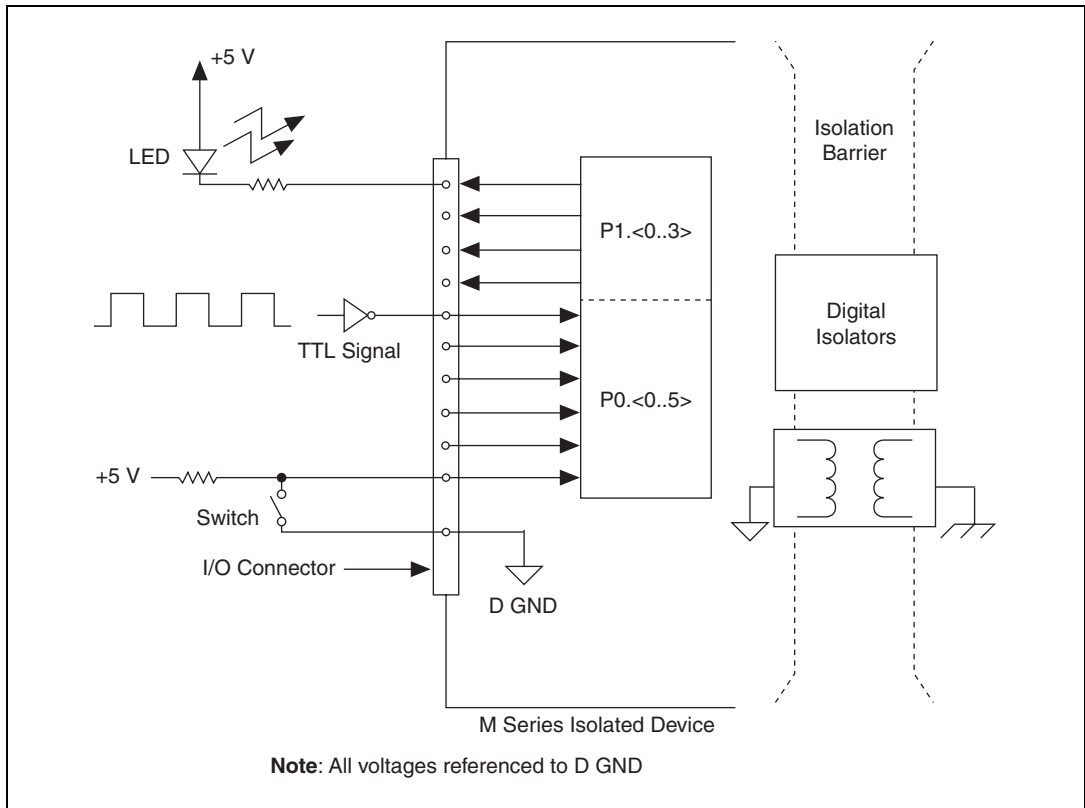 +5 V
LED
Isolation
Barrier
P1.<0..3>
Digital
Isolators
TTL Signal
P0.<0..5>
+5 V
Switch
I/O Connector
D GND
M Series Isolated Device
Note: All voltages referenced to D GND